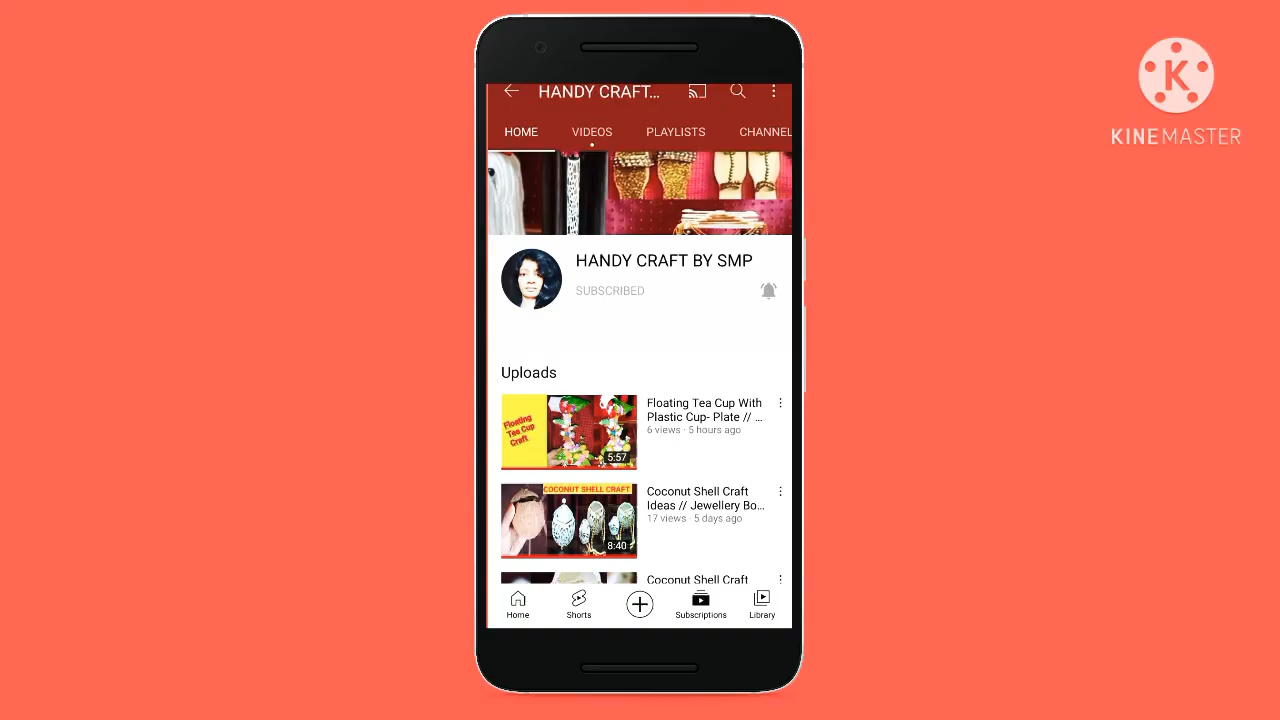 HANDY CRAFT...
HOME VIDEOS PLAYLISTS CHANNEL
HANDY CRAFT BY SMP
SUBSCRIBED
Uploads
Floating
Tea Cup
Craft
5:57
Floating Tea Cup With
Plastic Cup- Plate // ...
6 views · 5 hours ago
COCONUT SHELL CRAFT
8:40
Coconut Shell Craft
Ideas // Jewellery Bo...
17 views · 5 days ago
Coconut Shell Craft
Home Shorts Subscriptions Library
K
KINEMASTER